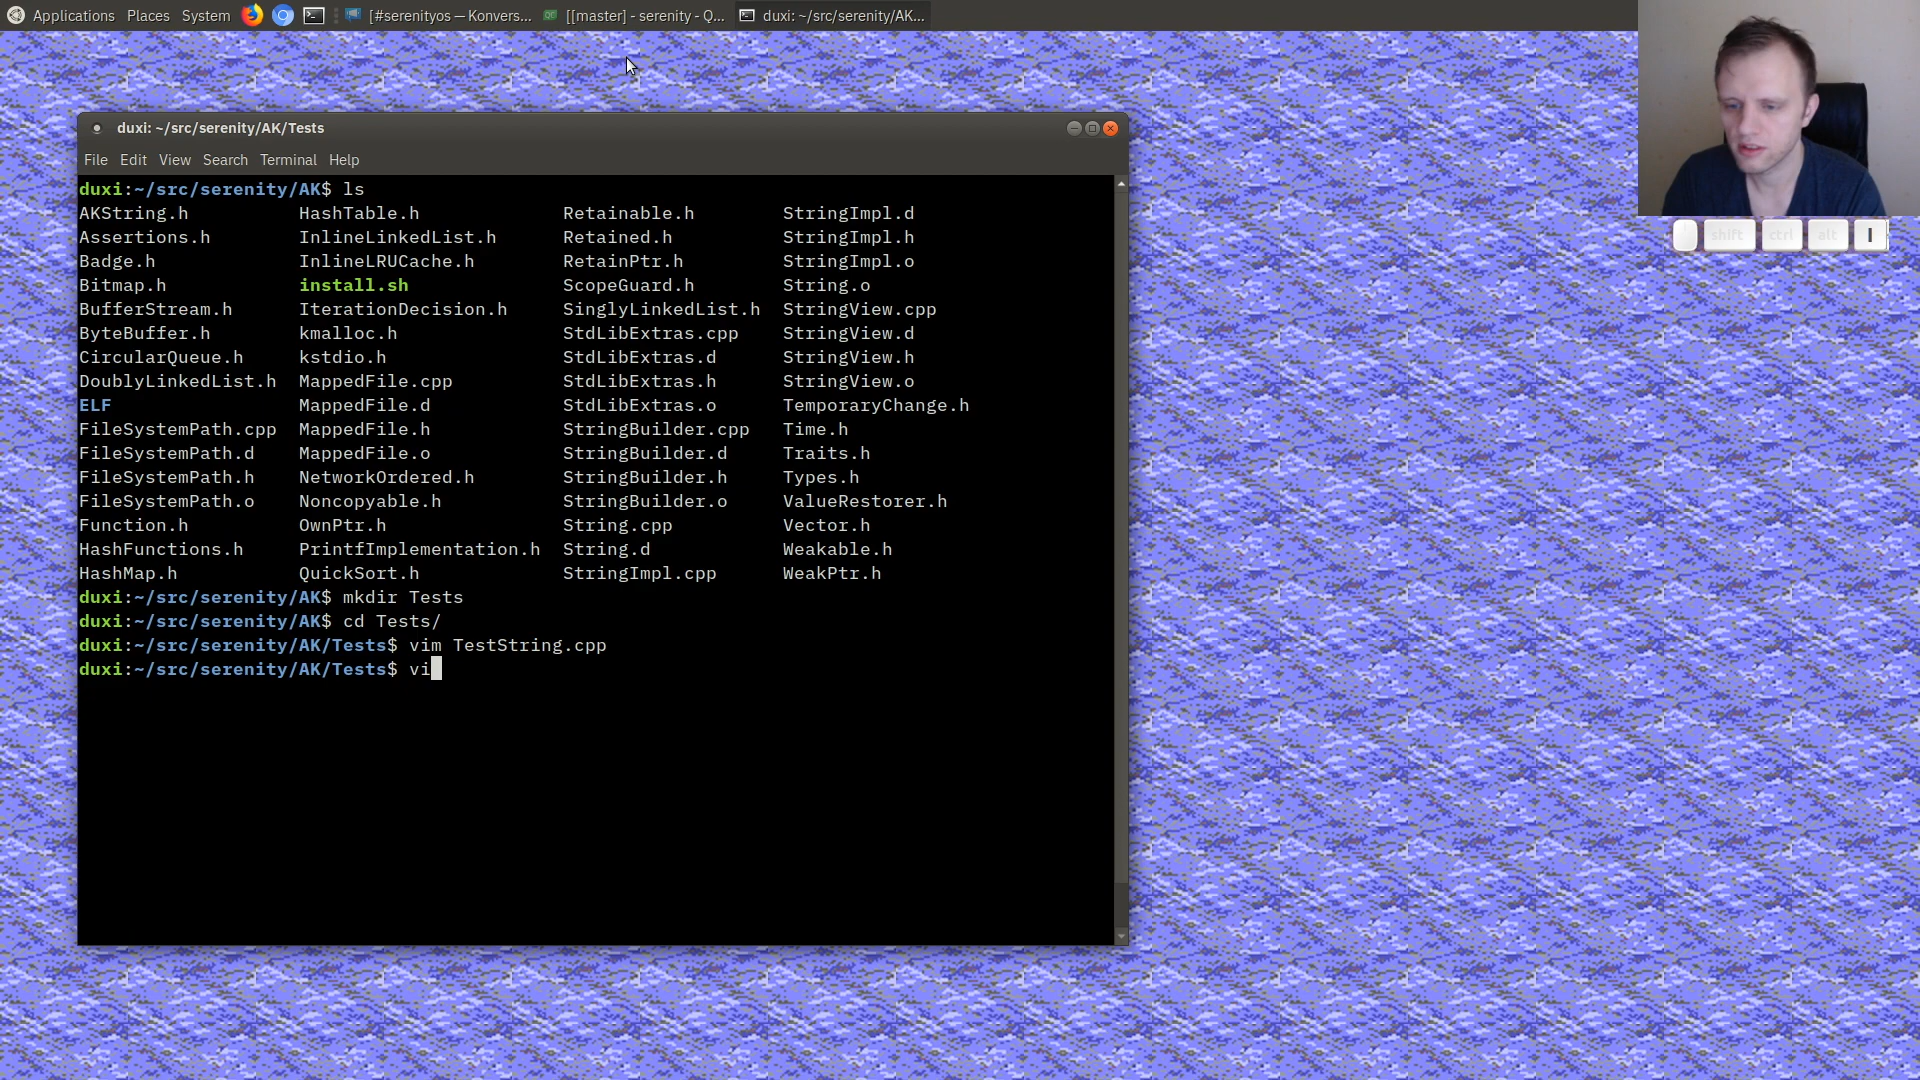 Applications Places System [#serenityos — Konvers... [[master] - serenity - Q... duxi: ~/src/serenity/AK...
duxi: ~/src/serenity/AK/Tests
File Edit View Search Terminal Help
shift ctrl alt I
duxi:~/src/serenity/AK$ ls
AKString.h HashTable.h Retainable.h StringImpl.d
Assertions.h InlineLinkedList.h Retained.h StringImpl.h
Badge.h InlineLRUCache.h RetainPtr.h StringImpl.o
Bitmap.h install.sh ScopeGuard.h String.o
BufferStream.h IterationDecision.h SinglyLinkedList.h StringView.cpp
ByteBuffer.h kmalloc.h StdLibExtras.cpp StringView.d
CircularQueue.h kstdio.h StdLibExtras.d StringView.h
DoublyLinkedList.h MappedFile.cpp StdLibExtras.h StringView.o
ELF MappedFile.d StdLibExtras.o TemporaryChange.h
FileSystemPath.cpp MappedFile.h StringBuilder.cpp Time.h
FileSystemPath.d MappedFile.o StringBuilder.d Traits.h
FileSystemPath.h NetworkOrdered.h StringBuilder.h Types.h
FileSystemPath.o Noncopyable.h StringBuilder.o ValueRestorer.h
Function.h OwnPtr.h String.cpp Vector.h
HashFunctions.h PrintfImplementation.h String.d Weakable.h
HashMap.h QuickSort.h StringImpl.cpp WeakPtr.h
duxi:~/src/serenity/AK$ mkdir Tests
duxi:~/src/serenity/AK$ cd Tests/
duxi:~/src/serenity/AK/Tests$ vim TestString.cpp
duxi:~/src/serenity/AK/Tests$ vi